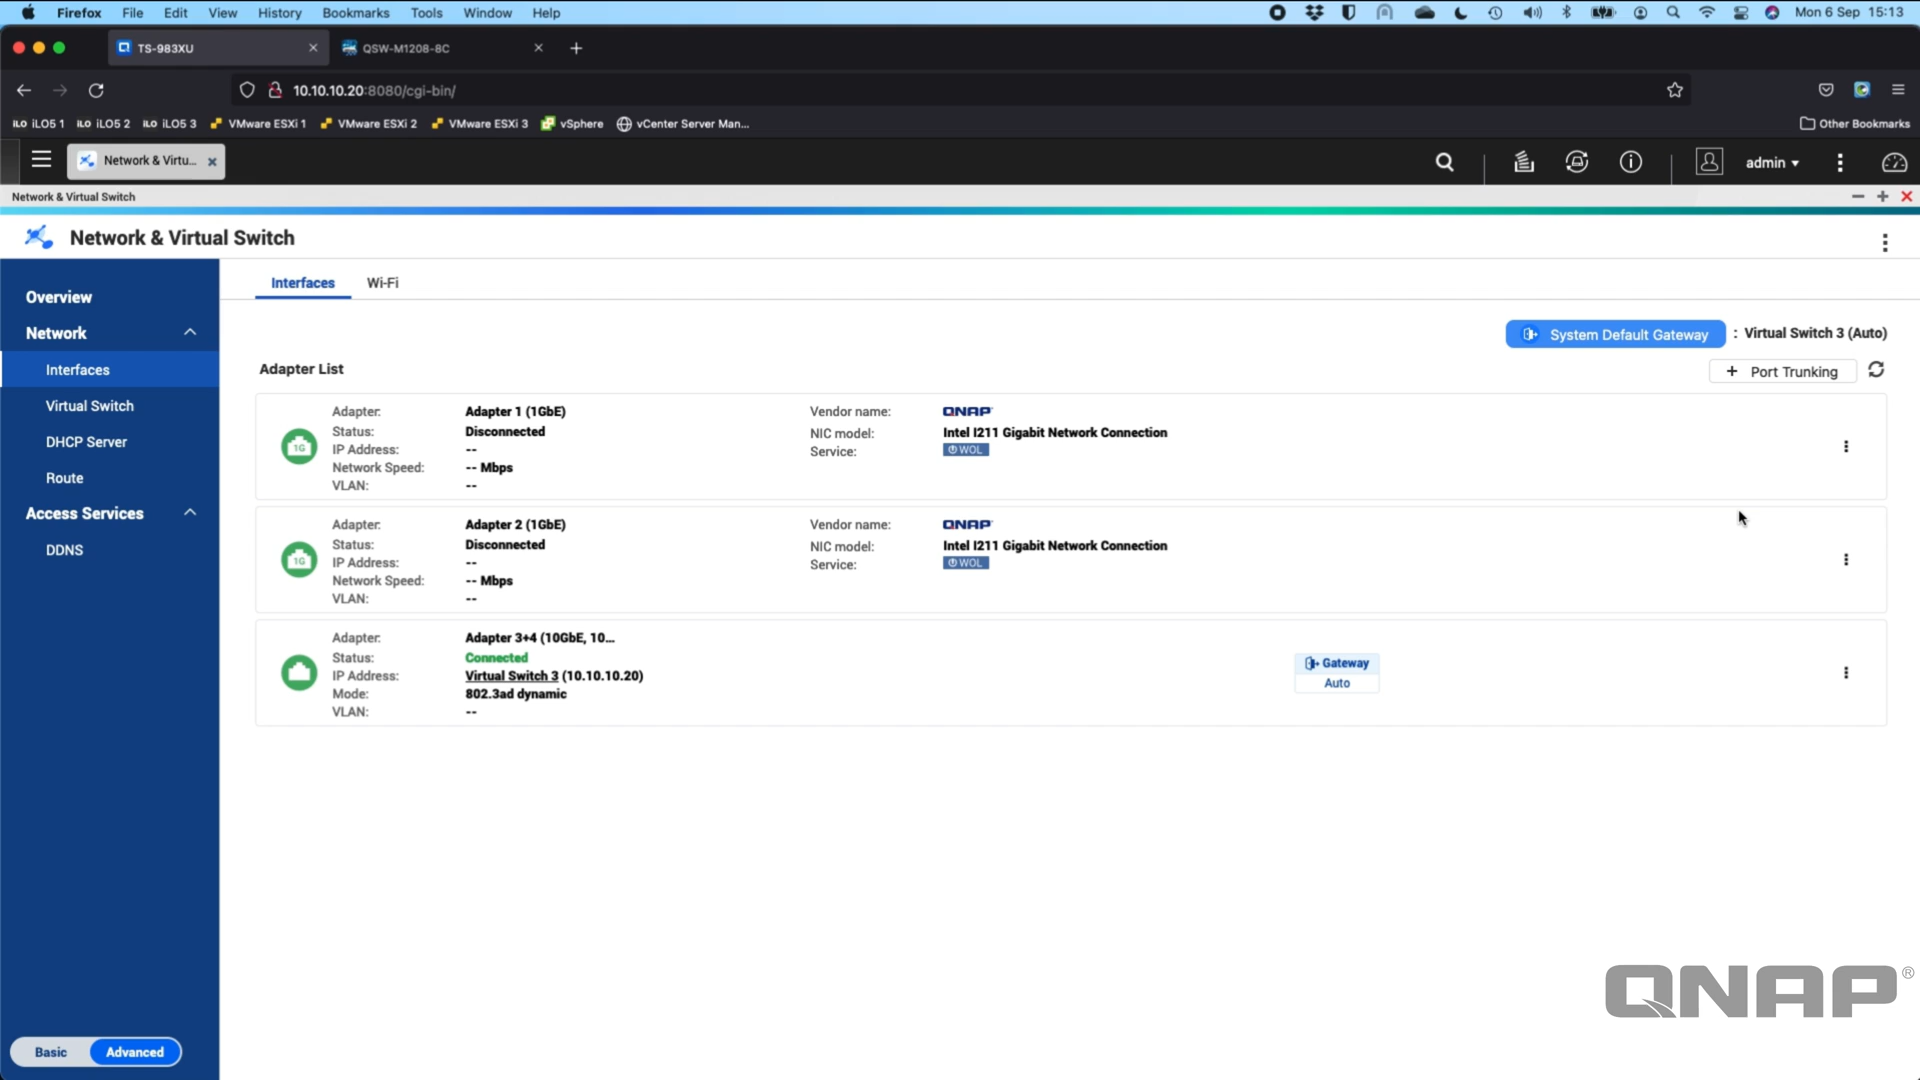 Firefox File Edit View History Bookmarks Tools Window Help Mon 6 Sep 15:13
TS-983XU QSW-M1208-8C
10.10.10.20:8080/cgi-bin/
iLO iLO5 1 iLO iLO5 2 iLO iLO5 3 VMware ESXi 1 VMware ESXi 2 VMware ESXi 3 vSphere vCenter Server Man... Other Bookmarks
Network & Virtu... admin
Network & Virtual Switch
Network & Virtual Switch
Overview
Network
Interfaces
Virtual Switch
DHCP Server
Route
Access Services
DDNS
Basic Advanced
Interfaces Wi-Fi
System Default Gateway : Virtual Switch 3 (Auto)
Adapter List + Port Trunking
1G
Adapter: Adapter 1 (1GbE) Vendor name: QNAP
Status: Disconnected NIC model: Intel I211 Gigabit Network Connection
IP Address: -- Service: WOL
Network Speed: -- Mbps
VLAN: --
1G
Adapter: Adapter 2 (1GbE) Vendor name: QNAP
Status: Disconnected NIC model: Intel I211 Gigabit Network Connection
IP Address: -- Service: WOL
Network Speed: -- Mbps
VLAN: --
Adapter: Adapter 3+4 (10GbE, 10...
Status: Connected Gateway
IP Address: Virtual Switch 3 (10.10.10.20) Auto
Mode: 802.3ad dynamic
VLAN: --
QNAP®